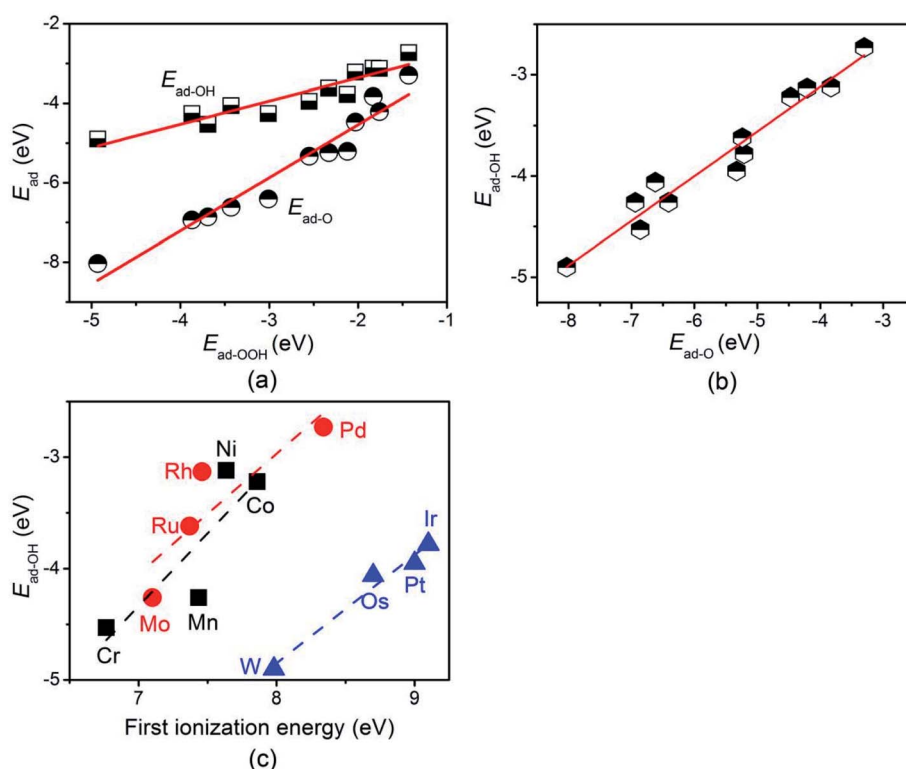 -2
-4
-6
-8
E_ad (eV)
E_ad-OH
E_ad-O
-5 -4 -3 -2 -1
E_ad-OOH (eV)
(a)
-3
-4
-5
E_ad-OH (eV)
-8 -7 -6 -5 -4 -3
E_ad-O (eV)
(b)
-3
-4
-5
E_ad-OH (eV)
Ni
Pd
Rh
Co
Ru
Ir
Mo
Mn
Os
Pt
Cr
W
7 8 9
First ionization energy (eV)
(c)